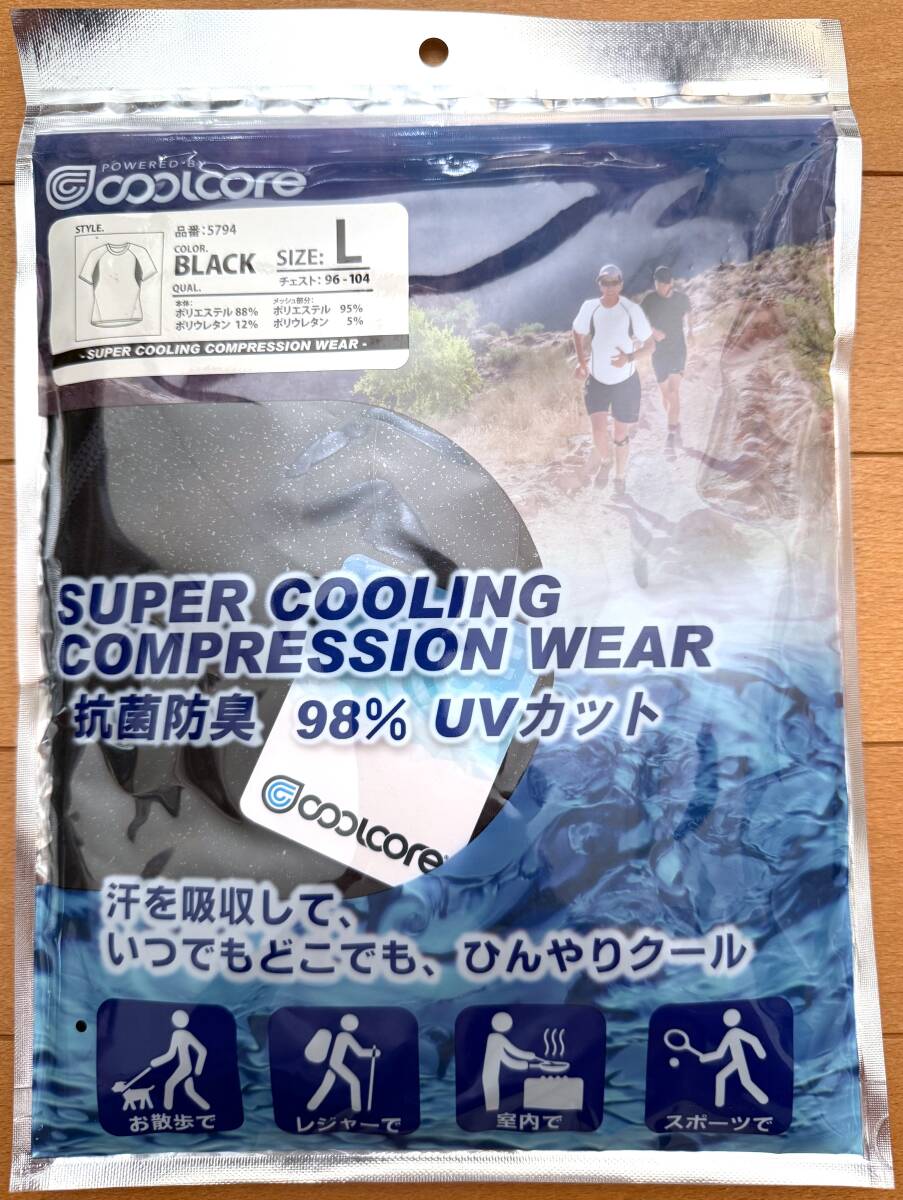 POWERED BY
coolcore
STYLE.
品番:5794
COLOR.
BLACK
SIZE: L
チェスト: 96 - 104
QUAL.
本体:
ポリエステル 88%
ポリウレタン 12%
メッシュ部分:
ポリエステル 95%
ポリウレタン 5%
- SUPER COOLING COMPRESSION WEAR -
SUPER COOLING
COMPRESSION WEAR
抗菌防臭 98% UVカット
coolcore
汗を吸収して、
いつでもどこでも、ひんやりクール
お散歩で
レジャーで
室内で
スポーツで